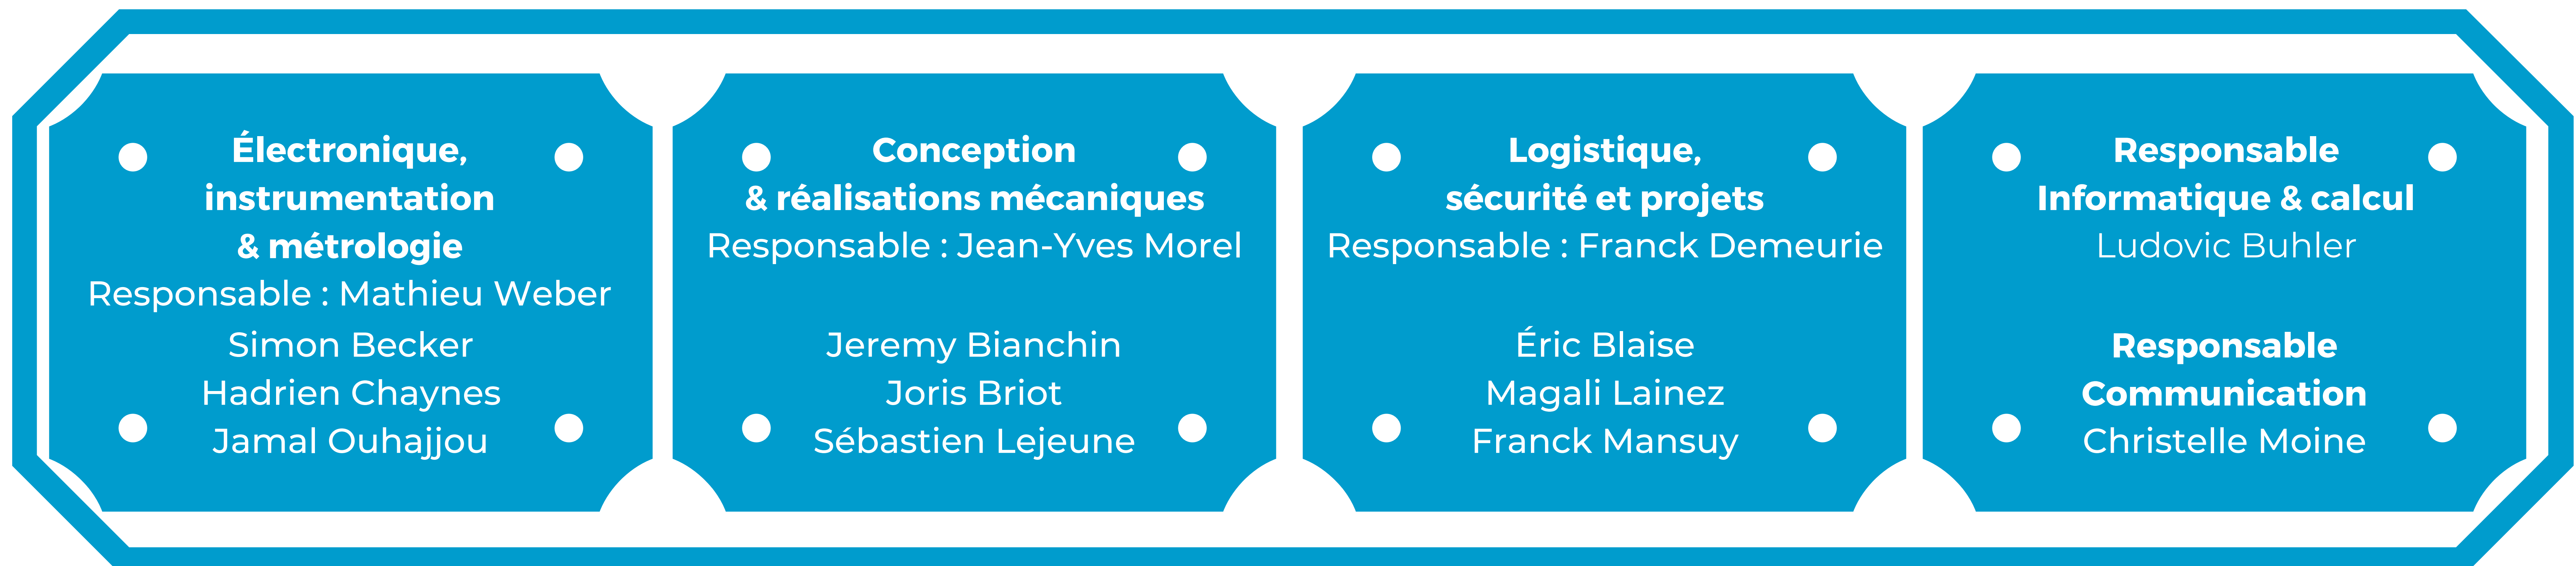 Électronique,
instrumentation
& métrologie
Responsable : Mathieu Weber
Simon Becker
Hadrien Chaynes
Jamal Ouhajjou
Conception
& réalisations mécaniques
Responsable : Jean-Yves Morel
Jeremy Bianchin
Joris Briot
Sébastien Lejeune
Logistique,
sécurité et projets
Responsable : Franck Demeurie
Éric Blaise
Magali Lainez
Franck Mansuy
Responsable
Informatique & calcul
Ludovic Buhler
Responsable
Communication
Christelle Moine